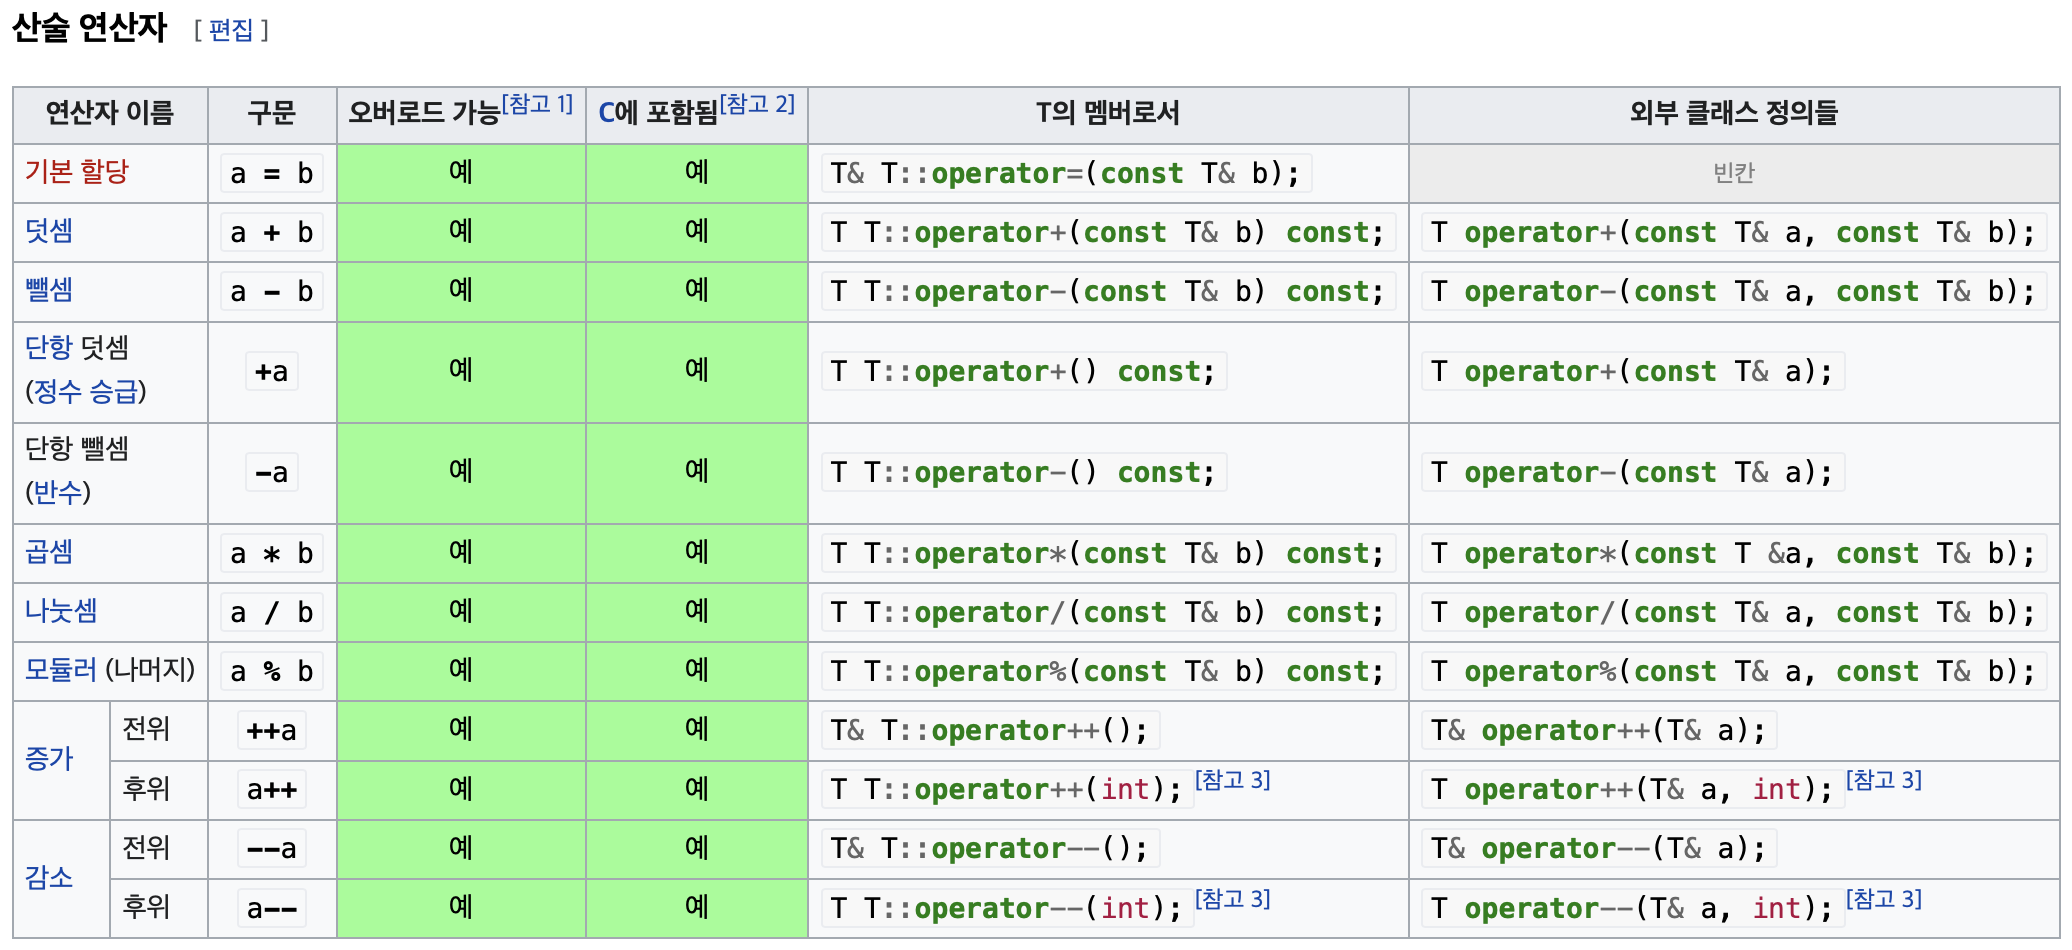 산술 연산자 [ 편집 ]
연산자 이름 구문 오버로드 가능[참고 1] C에 포함됨[참고 2] T의 멤버로서 외부 클래스 정의들
기본 할당 a = b 예 예 T& T::operator=(const T& b); 빈칸
덧셈 a + b 예 예 T T::operator+(const T& b) const; T operator+(const T& a, const T& b);
뺄셈 a - b 예 예 T T::operator-(const T& b) const; T operator-(const T& a, const T& b);
단항 덧셈
(정수 승급) +a 예 예 T T::operator+() const; T operator+(const T& a);
단항 뺄셈
(반수) -a 예 예 T T::operator-() const; T operator-(const T& a);
곱셈 a * b 예 예 T T::operator*(const T& b) const; T operator*(const T &a, const T& b);
나눗셈 a / b 예 예 T T::operator/(const T& b) const; T operator/(const T& a, const T& b);
모듈러 (나머지) a % b 예 예 T T::operator%(const T& b) const; T operator%(const T& a, const T& b);
증가 전위 ++a 예 예 T& T::operator++(); T& operator++(T& a);
후위 a++ 예 예 T T::operator++(int);[참고 3] T operator++(T& a, int);[참고 3]
감소 전위 --a 예 예 T& T::operator--(); T& operator--(T& a);
후위 a-- 예 예 T T::operator--(int);[참고 3] T operator--(T& a, int);[참고 3]